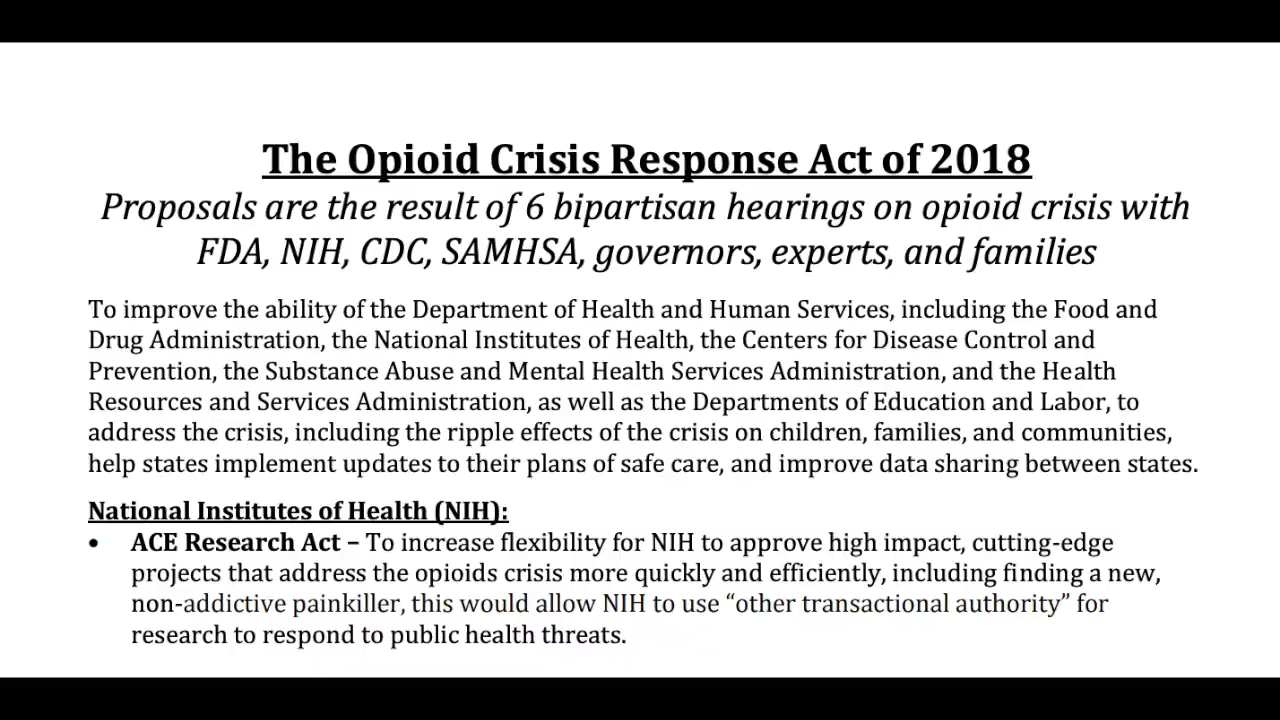 The Opioid Crisis Response Act of 2018
Proposals are the result of 6 bipartisan hearings on opioid crisis with
FDA, NIH, CDC, SAMHSA, governors, experts, and families
To improve the ability of the Department of Health and Human Services, including the Food and
Drug Administration, the National Institutes of Health, the Centers for Disease Control and
Prevention, the Substance Abuse and Mental Health Services Administration, and the Health
Resources and Services Administration, as well as the Departments of Education and Labor, to
address the crisis, including the ripple effects of the crisis on children, families, and communities,
help states implement updates to their plans of safe care, and improve data sharing between states.
National Institutes of Health (NIH):
• ACE Research Act – To increase flexibility for NIH to approve high impact, cutting-edge
projects that address the opioids crisis more quickly and efficiently, including finding a new,
non-addictive painkiller, this would allow NIH to use “other transactional authority” for
research to respond to public health threats.